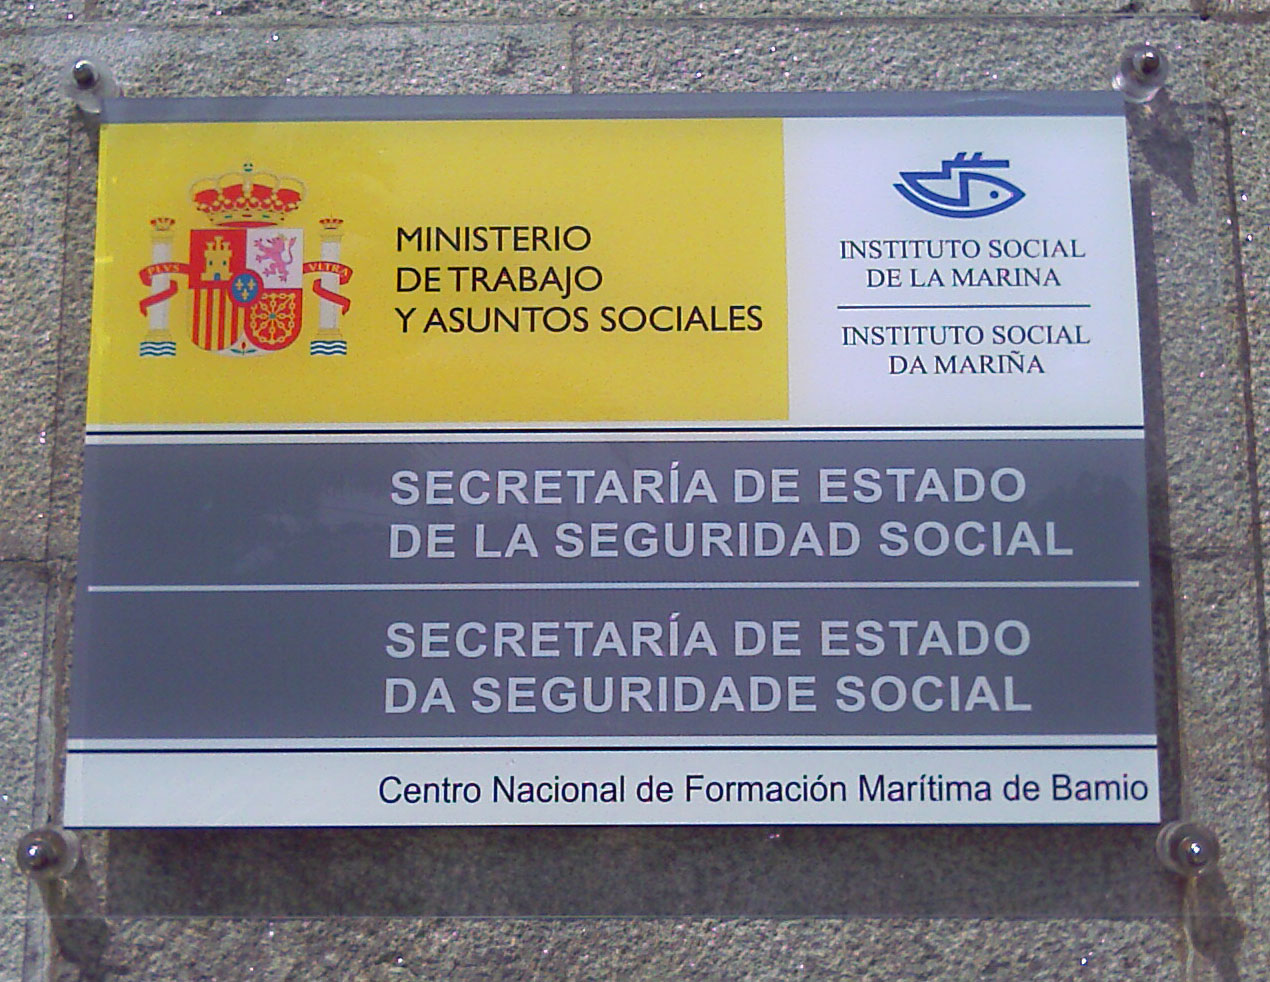 PLVS
VLTRA
MINISTERIO
DE TRABAJO
Y ASUNTOS SOCIALES
INSTITUTO SOCIAL
DE LA MARINA
INSTITUTO SOCIAL
DA MARIÑA
SECRETARÍA DE ESTADO
DE LA SEGURIDAD SOCIAL
SECRETARÍA DE ESTADO
DA SEGURIDADE SOCIAL
Centro Nacional de Formación Marítima de Bamio